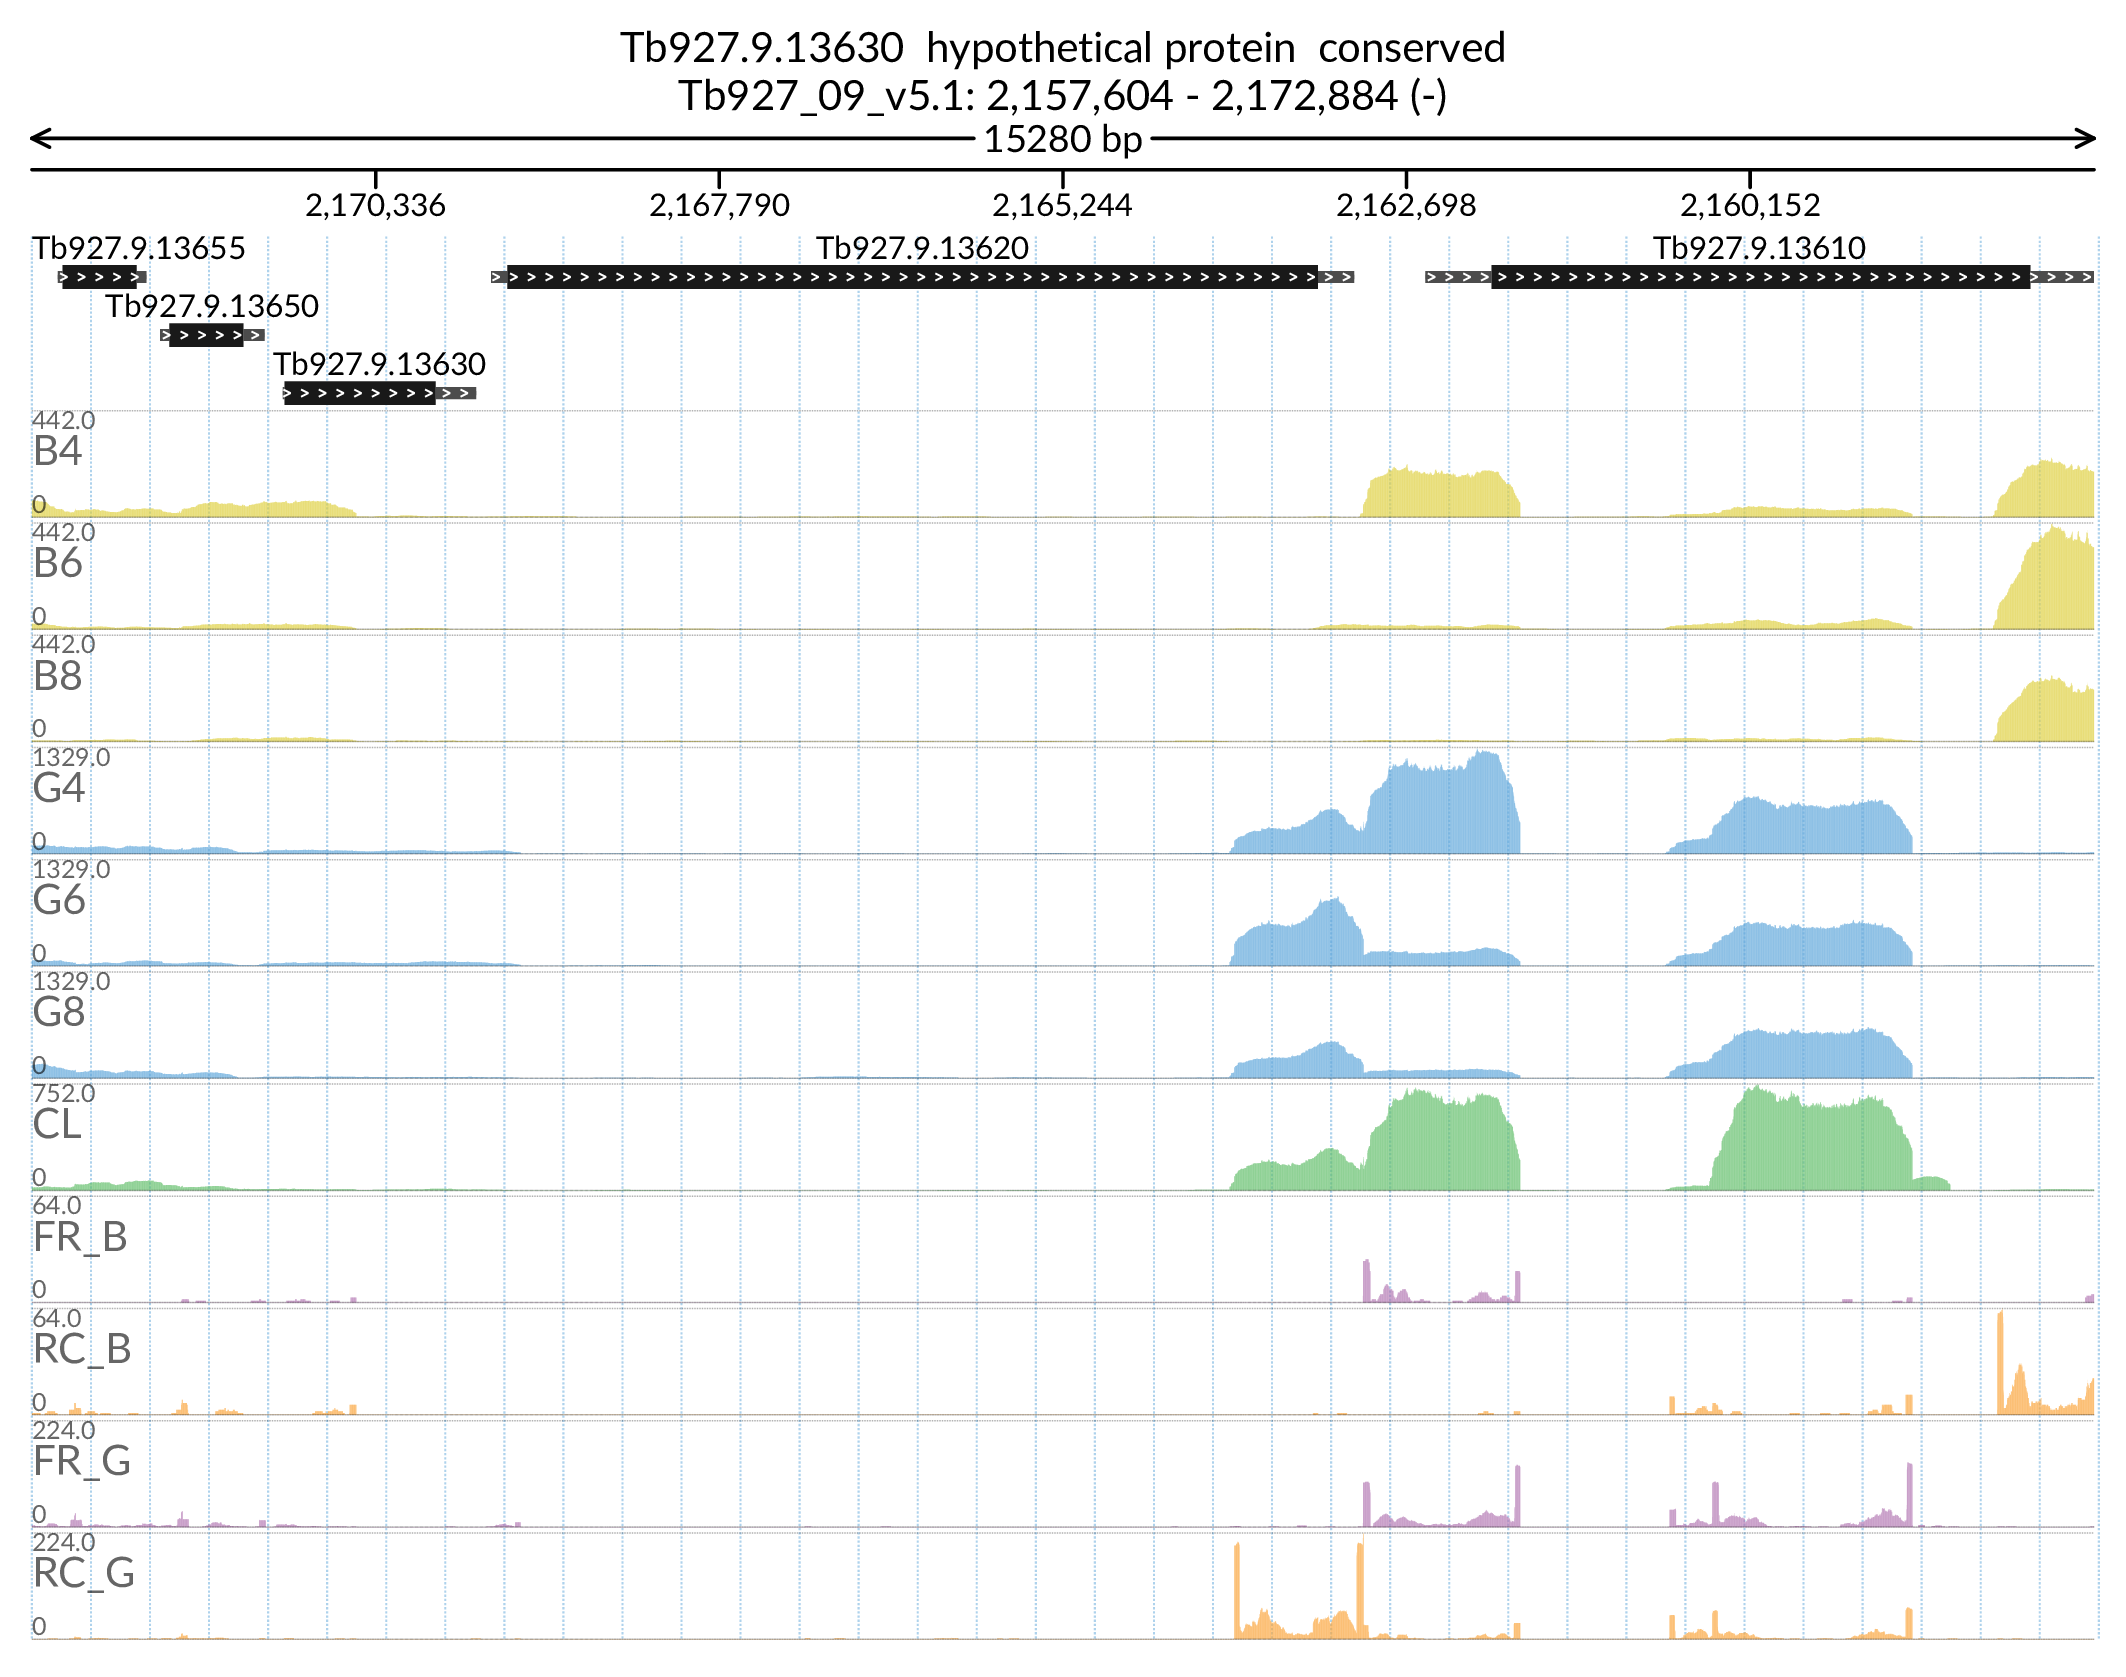 Tb927.9.13630  hypothetical protein  conserved
Tb927_09_v5.1: 2,157,604 - 2,172,884 (-)
15280 bp
2,170,336 2,167,790 2,165,244 2,162,698 2,160,152
Tb927.9.13655 Tb927.9.13620 Tb927.9.13610
Tb927.9.13650
Tb927.9.13630
442.0
B4
0
442.0
B6
0
442.0
B8
0
1329.0
G4
0
1329.0
G6
0
1329.0
G8
0
752.0
CL
0
64.0
FR_B
0
64.0
RC_B
0
224.0
FR_G
0
224.0
RC_G
0